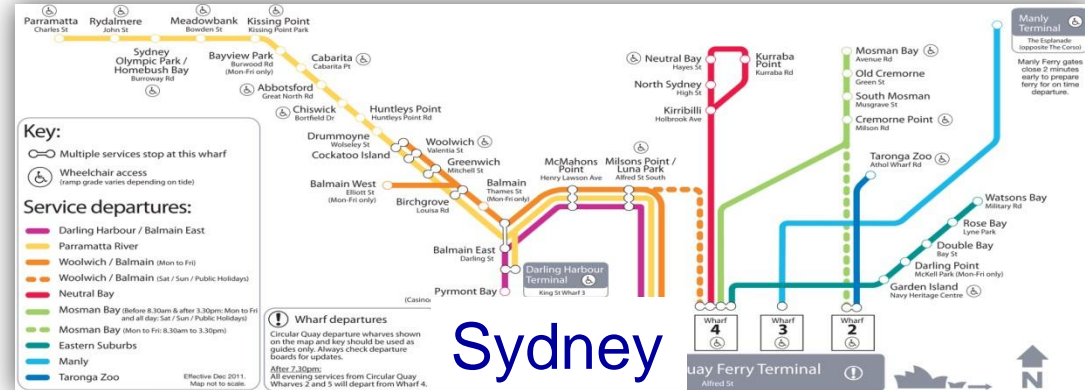 Parramatta
Charles St
Rydalmere
John St
Meadowbank
Bowden St
Kissing Point
Kissing Point Park
Sydney
Olympic Park /
Homebush Bay
Burroway Rd
Bayview Park
Burwood Rd
(Mon-Fri only)
Cabarita
Cabarita Pt
Abbotsford
Great North Rd
Chiswick
Bortfield Dr
Huntleys Point
Huntleys Point Rd
Drummoyne
Wolseley St
Cockatoo Island
Woolwich
Valentia St
Greenwich
Mitchell St
Balmain West
Elliott St
(Mon-Fri only)
Birchgrove
Louisa Rd
Balmain
Thames St
(Mon-Fri only)
McMahons
Point
Henry Lawson Ave
Milsons Point /
Luna Park
Alfred St South
Balmain East
Darling St
Darling Harbour
Terminal
King St Wharf 3
Pyrmont Bay
(Casino
Neutral Bay
Hayes St
Kurraba
Point
Kurraba Rd
North Sydney
High St
Kirribilli
Holbrook Ave
Mosman Bay
Avenue Rd
Old Cremorne
Green St
South Mosman
Musgrave St
Cremorne Point
Milson Rd
Taronga Zoo
Athol Wharf Rd
Manly
Terminal
The Esplanade
(opposite The Corso)
Manly Ferry gates
close 2 minutes
early to prepare
ferry for on time
departure.
Watsons Bay
Military Rd
Rose Bay
Lyne Park
Double Bay
Bay St
Darling Point
McKell Park (Mon-Fri only)
Garden Island
Navy Heritage Centre
Key:
Multiple services stop at this wharf
Wheelchair access
(ramp grade varies depending on tide)
Service departures:
Darling Harbour / Balmain East
Parramatta River
Woolwich / Balmain (Mon to Fri)
Woolwich / Balmain (Sat / Sun / Public Holidays)
Neutral Bay
Mosman Bay (Before 8.30am & after 3.30pm: Mon to Fri
and all day: Sat / Sun / Public Holidays)
Mosman Bay (Mon to Fri: 8.30am to 3.30pm)
Eastern Suburbs
Manly
Taronga Zoo
Effective Dec 2011.
Map not to scale.
Wharf departures
Circular Quay departure wharves shown
on the map and key should be used as
guides only. Always check departure
boards for updates.
After 7.30pm:
All evening services from Circular Quay
Wharves 2 and 5 will depart from Wharf 4.
Sydney
Wharf
4
Wharf
3
Wharf
2
uay Ferry Terminal
Alfred St
N